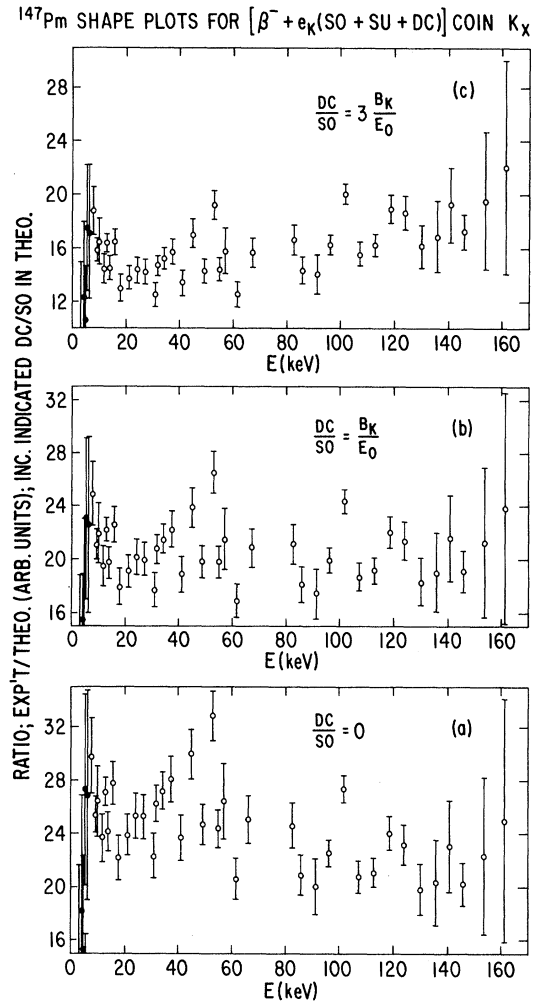 ¹⁴⁷Pm SHAPE PLOTS FOR [β⁻ + eK(SO + SU + DC)] COIN KX
RATIO; EXP'T/THEO. (ARB. UNITS); INC. INDICATED DC/SO IN THEO.
(c)
DC/SO = 3 BK/E0
28
24
20
16
12
0 20 40 60 80 100 120 140 160
E(keV)
(b)
DC/SO = BK/E0
32
28
24
20
16
0 20 40 60 80 100 120 140 160
E(keV)
(a)
DC/SO = 0
32
28
24
20
16
0 20 40 60 80 100 120 140 160
E(keV)